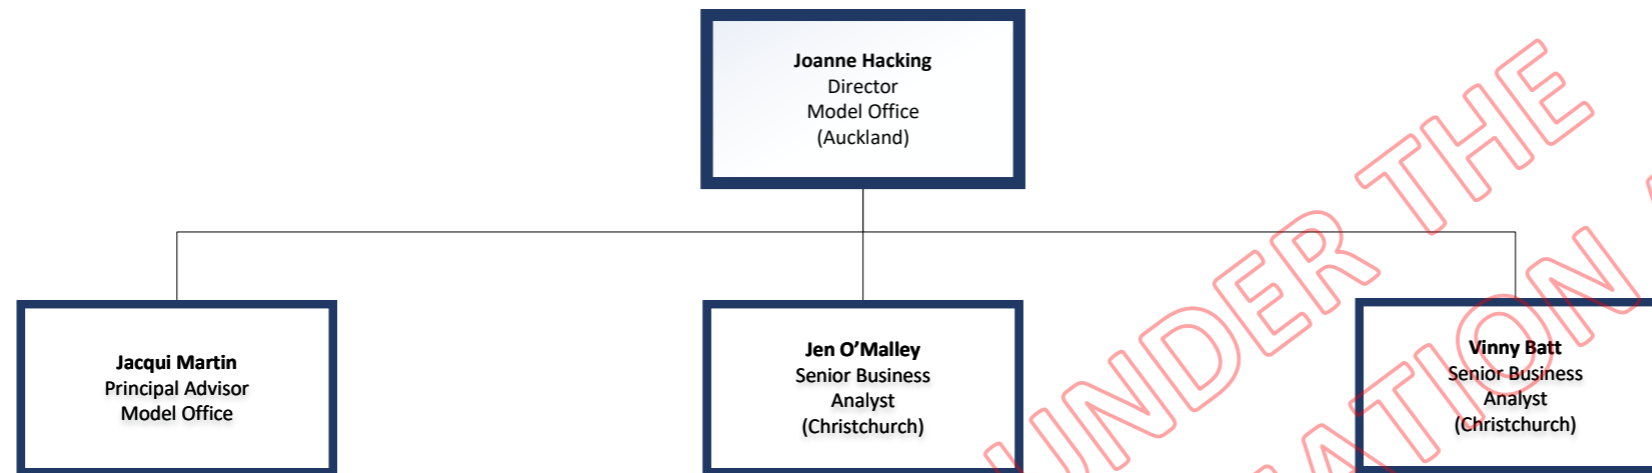 Joanne Hacking
Director
Model Office
(Auckland)
Jacqui Martin
Principal Advisor
Model Office
Jen O’Malley
Senior Business
Analyst
(Christchurch)
Vinny Batt
Senior Business
Analyst
(Christchurch)
UNDER THE